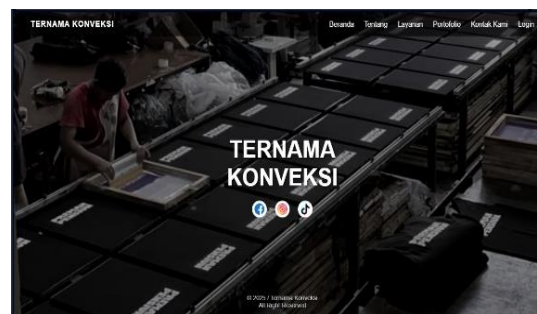 TERNAMA KONVEKSI
Beranda Tentang Layanan Portofolio Kontak Kami Login
TERNAMA
KONVEKSI
© 2025 / Ternama Konveksi
All Right Reserved